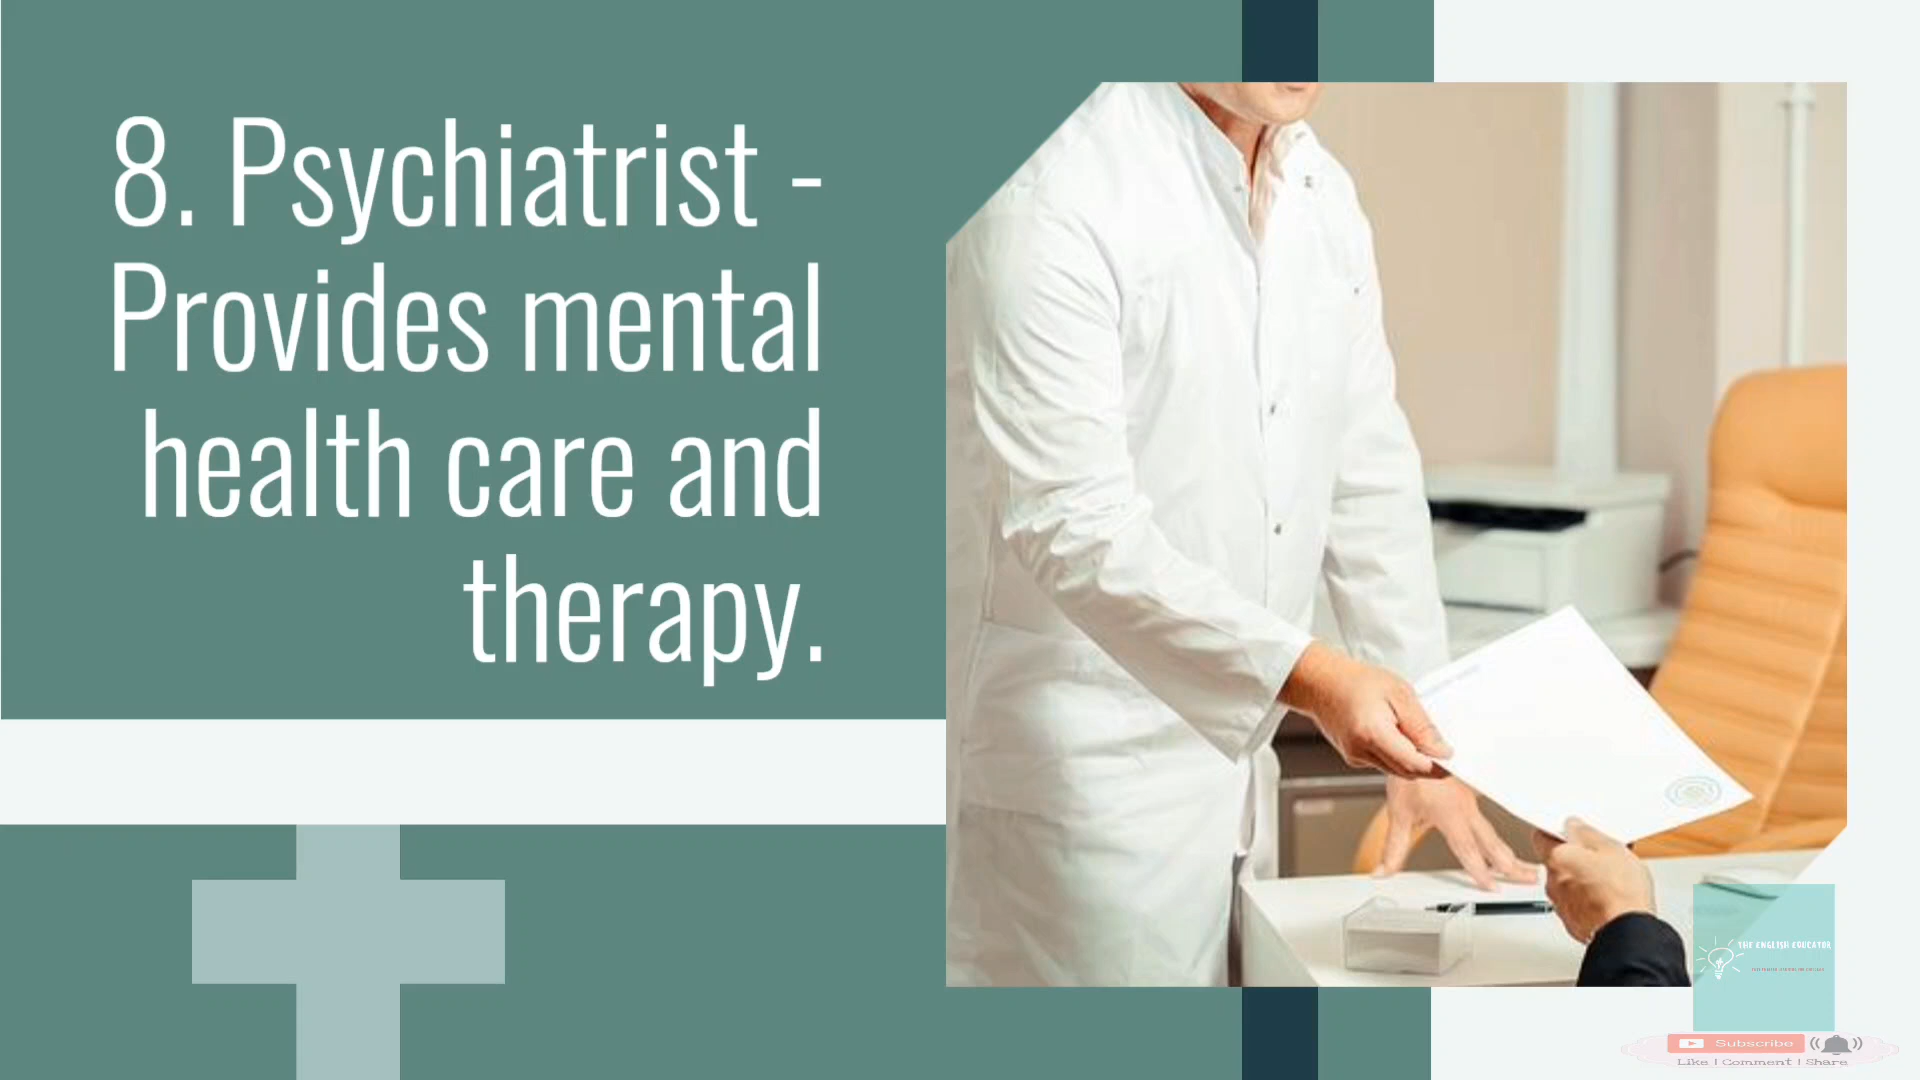 8. Psychiatrist -
Provides mental
health care and
therapy.
THE ENGLISH EDUCATOR
Subscribe
Like | Comment | Share